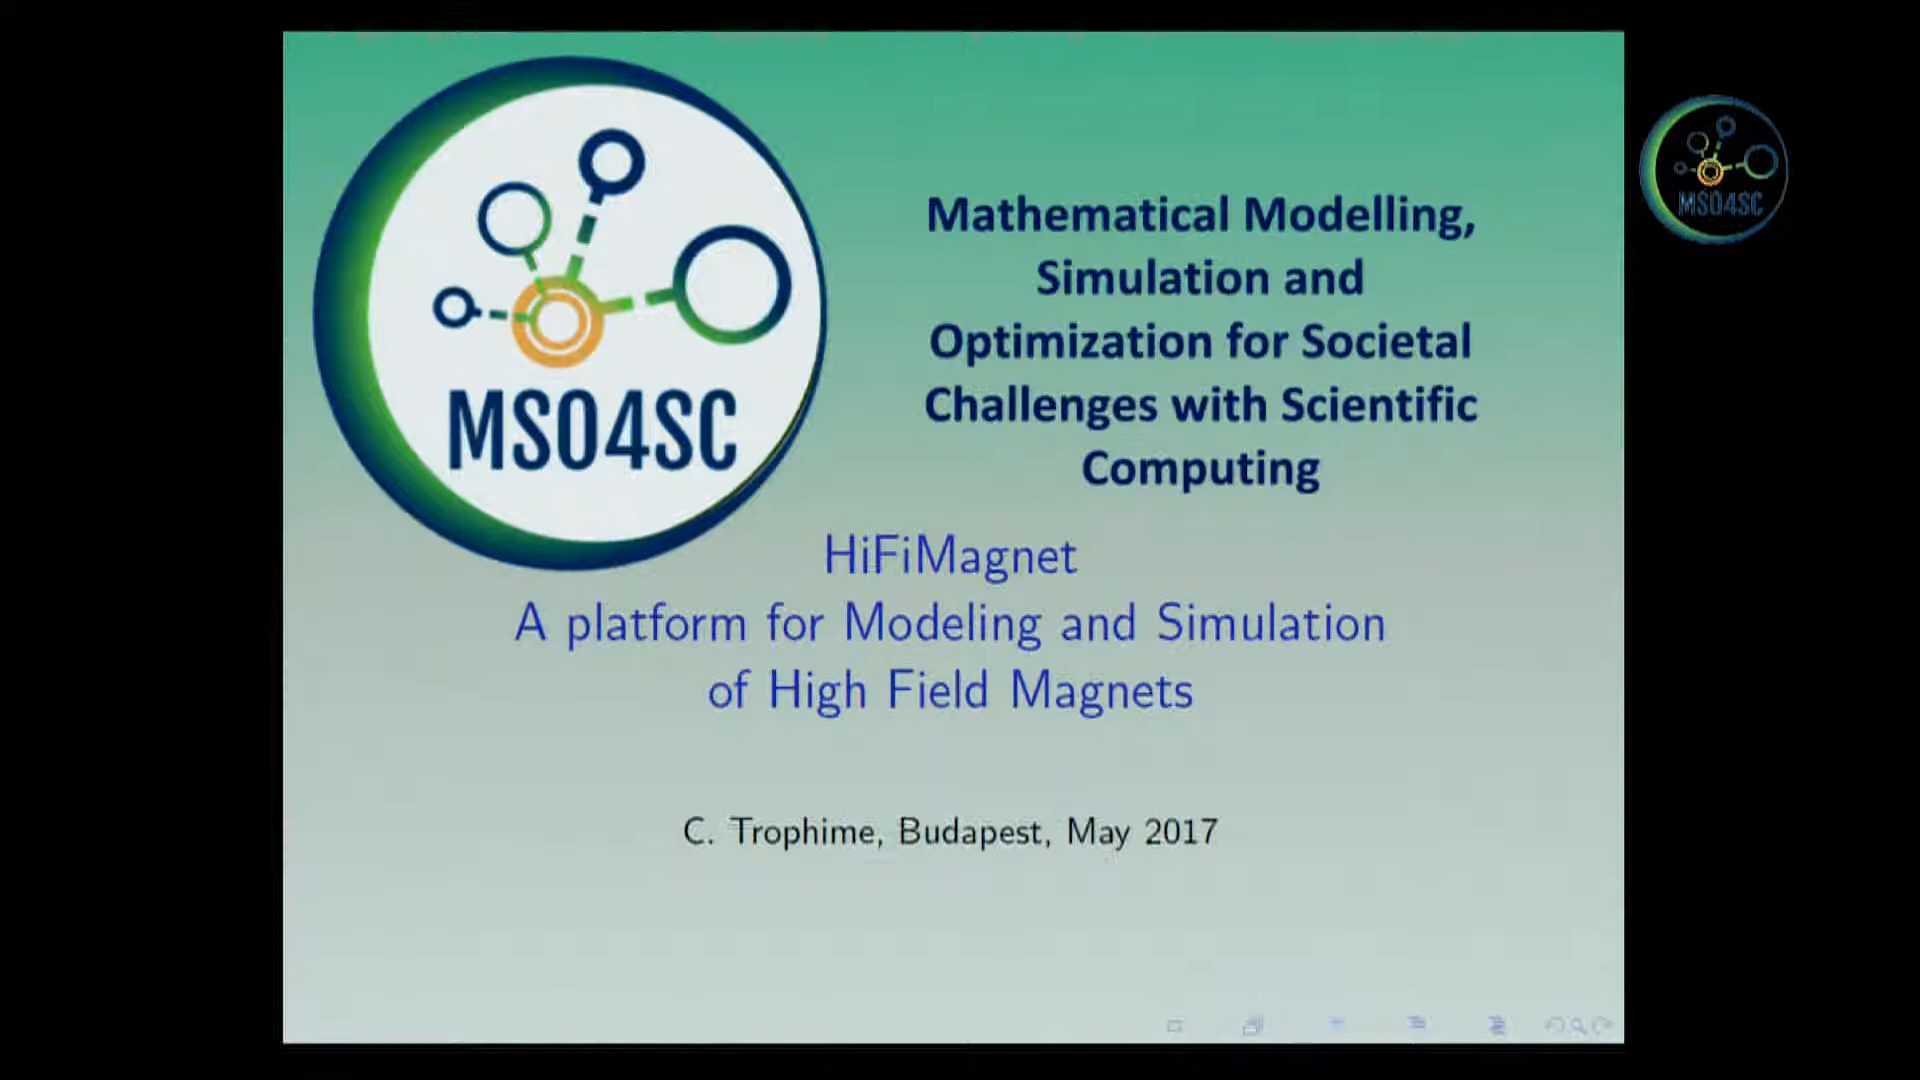 MSO4SC
Mathematical Modelling,
Simulation and
Optimization for Societal
Challenges with Scientific
Computing
HiFiMagnet
A platform for Modeling and Simulation
of High Field Magnets
C. Trophime, Budapest, May 2017
MSO4SC